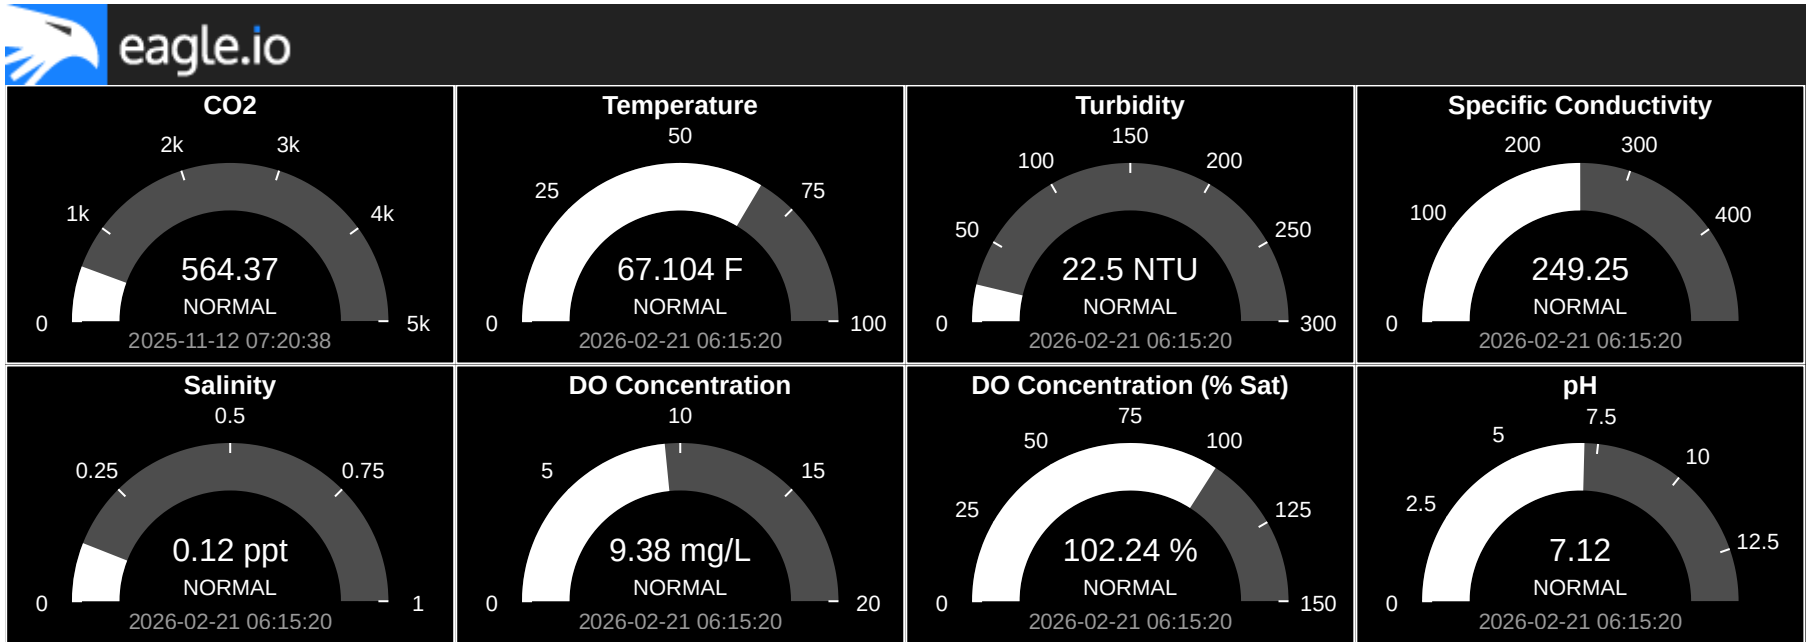 eagle.io
CO2
2k
3k
1k
4k
564.37
NORMAL
0
5k
2025-11-12 07:20:38
Temperature
50
25
75
67.104 F
NORMAL
0
100
2026-02-21 06:15:20
Turbidity
150
100
200
50
250
22.5 NTU
NORMAL
0
300
2026-02-21 06:15:20
Specific Conductivity
200
300
100
400
249.25
NORMAL
0
2026-02-21 06:15:20
Salinity
0.5
0.25
0.75
0.12 ppt
NORMAL
0
1
2026-02-21 06:15:20
DO Concentration
10
5
15
9.38 mg/L
NORMAL
0
20
2026-02-21 06:15:20
DO Concentration (% Sat)
75
50
100
25
125
102.24 %
NORMAL
0
150
2026-02-21 06:15:20
pH
7.5
5
10
2.5
12.5
7.12
NORMAL
0
2026-02-21 06:15:20